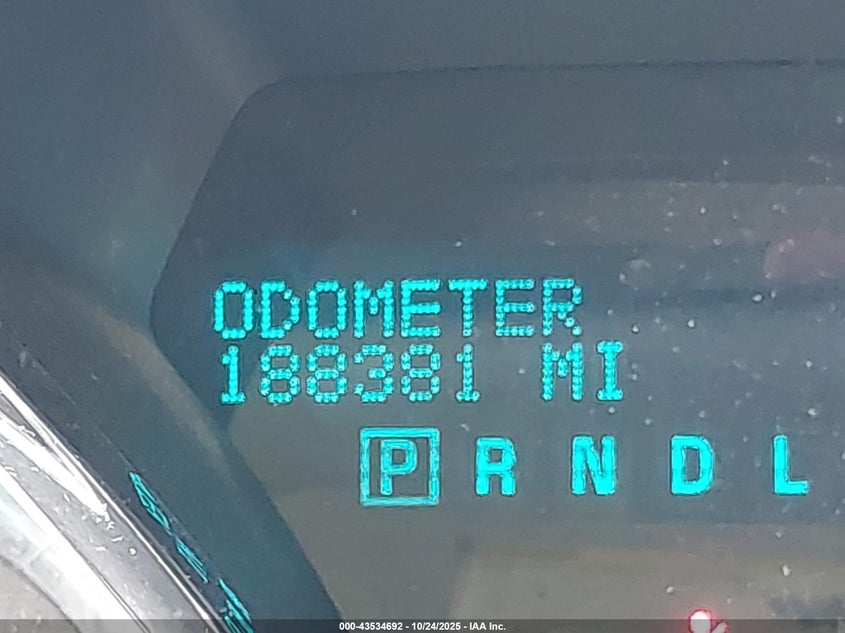 ODOMETER
188381 MI
P R N D L
000-43534692 - 10/24/2025 - IAA Inc.